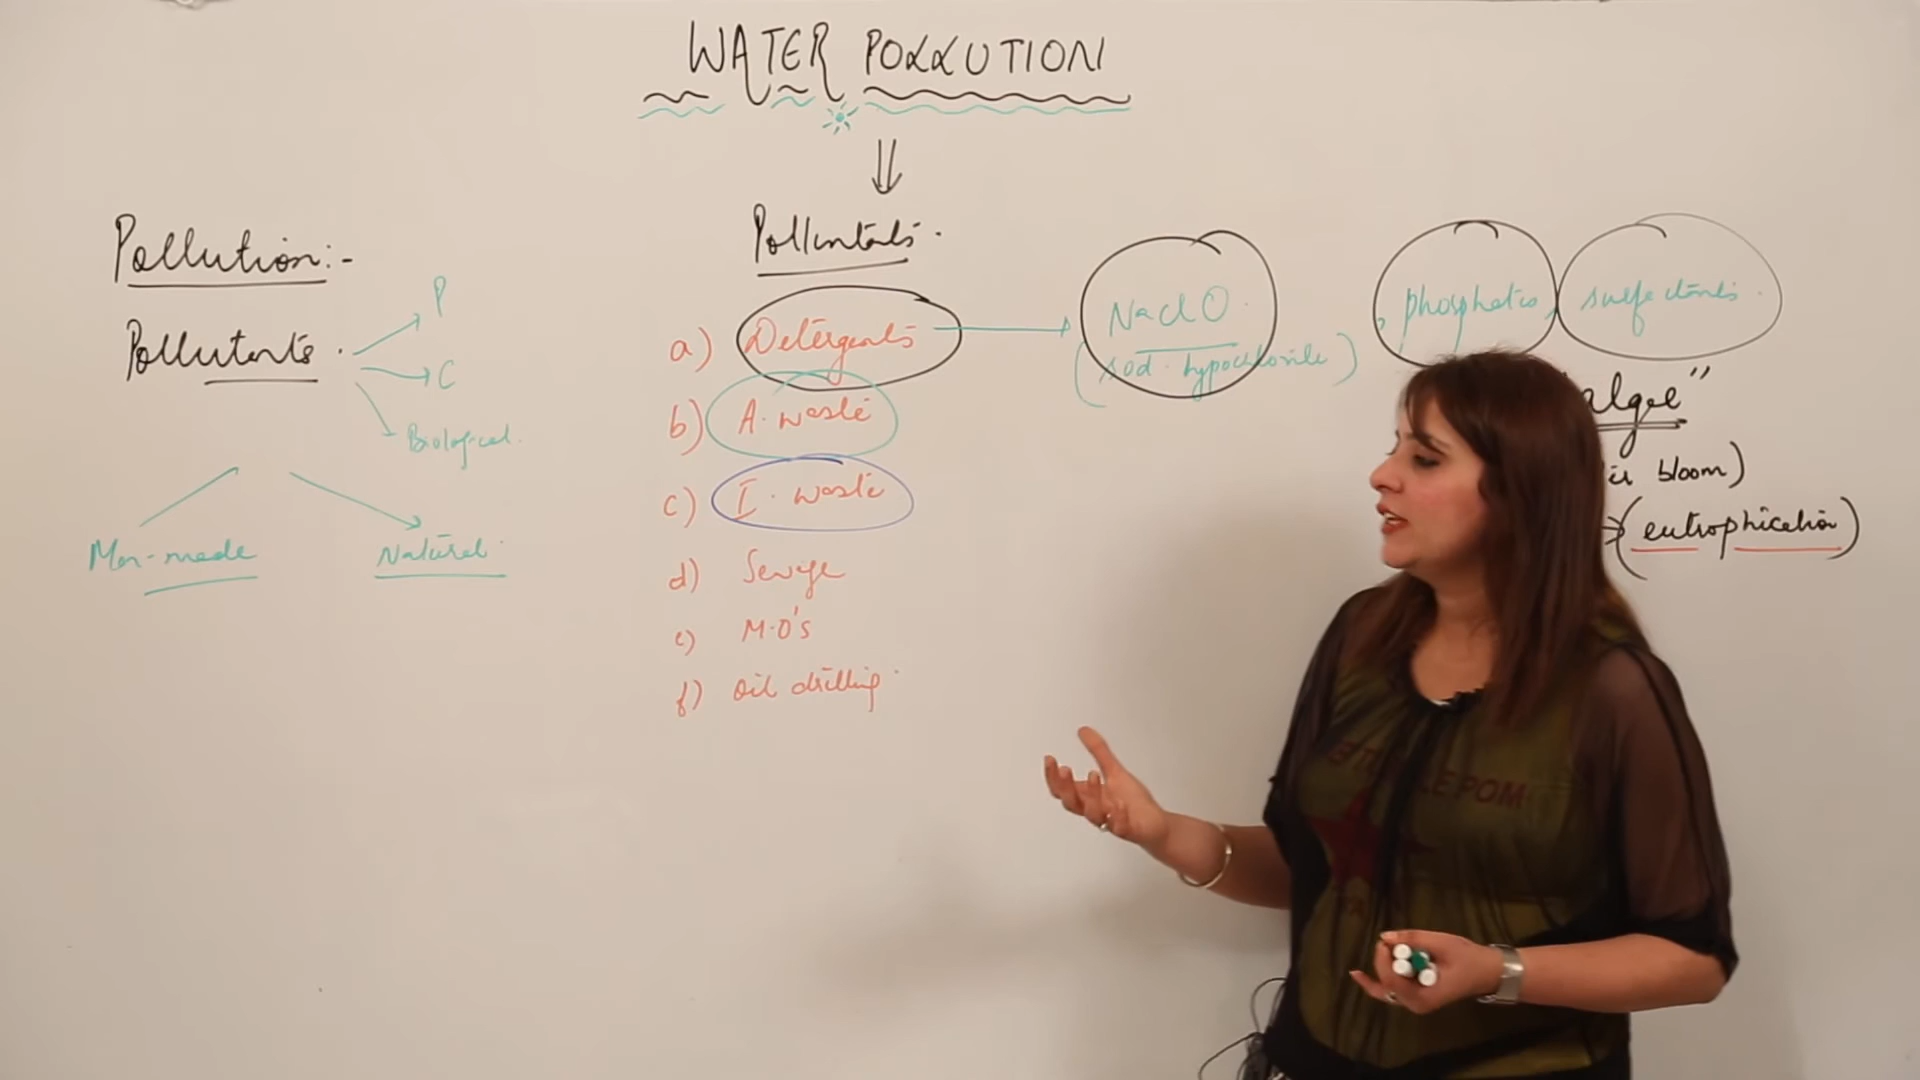 WATER POLLUTION
Pollution:-
Pollutants.
P
C
Biological.
Man-made
Natural.
Pollutants.
a) Detergents
NaClO.
, phosphates,
surfactants.
(sod. hypochlorite)
b) A. waste
c) I. waste
d) Sewage
e) M.O's
f) Oil drilling.
algae"
bloom)
(eutrophication)